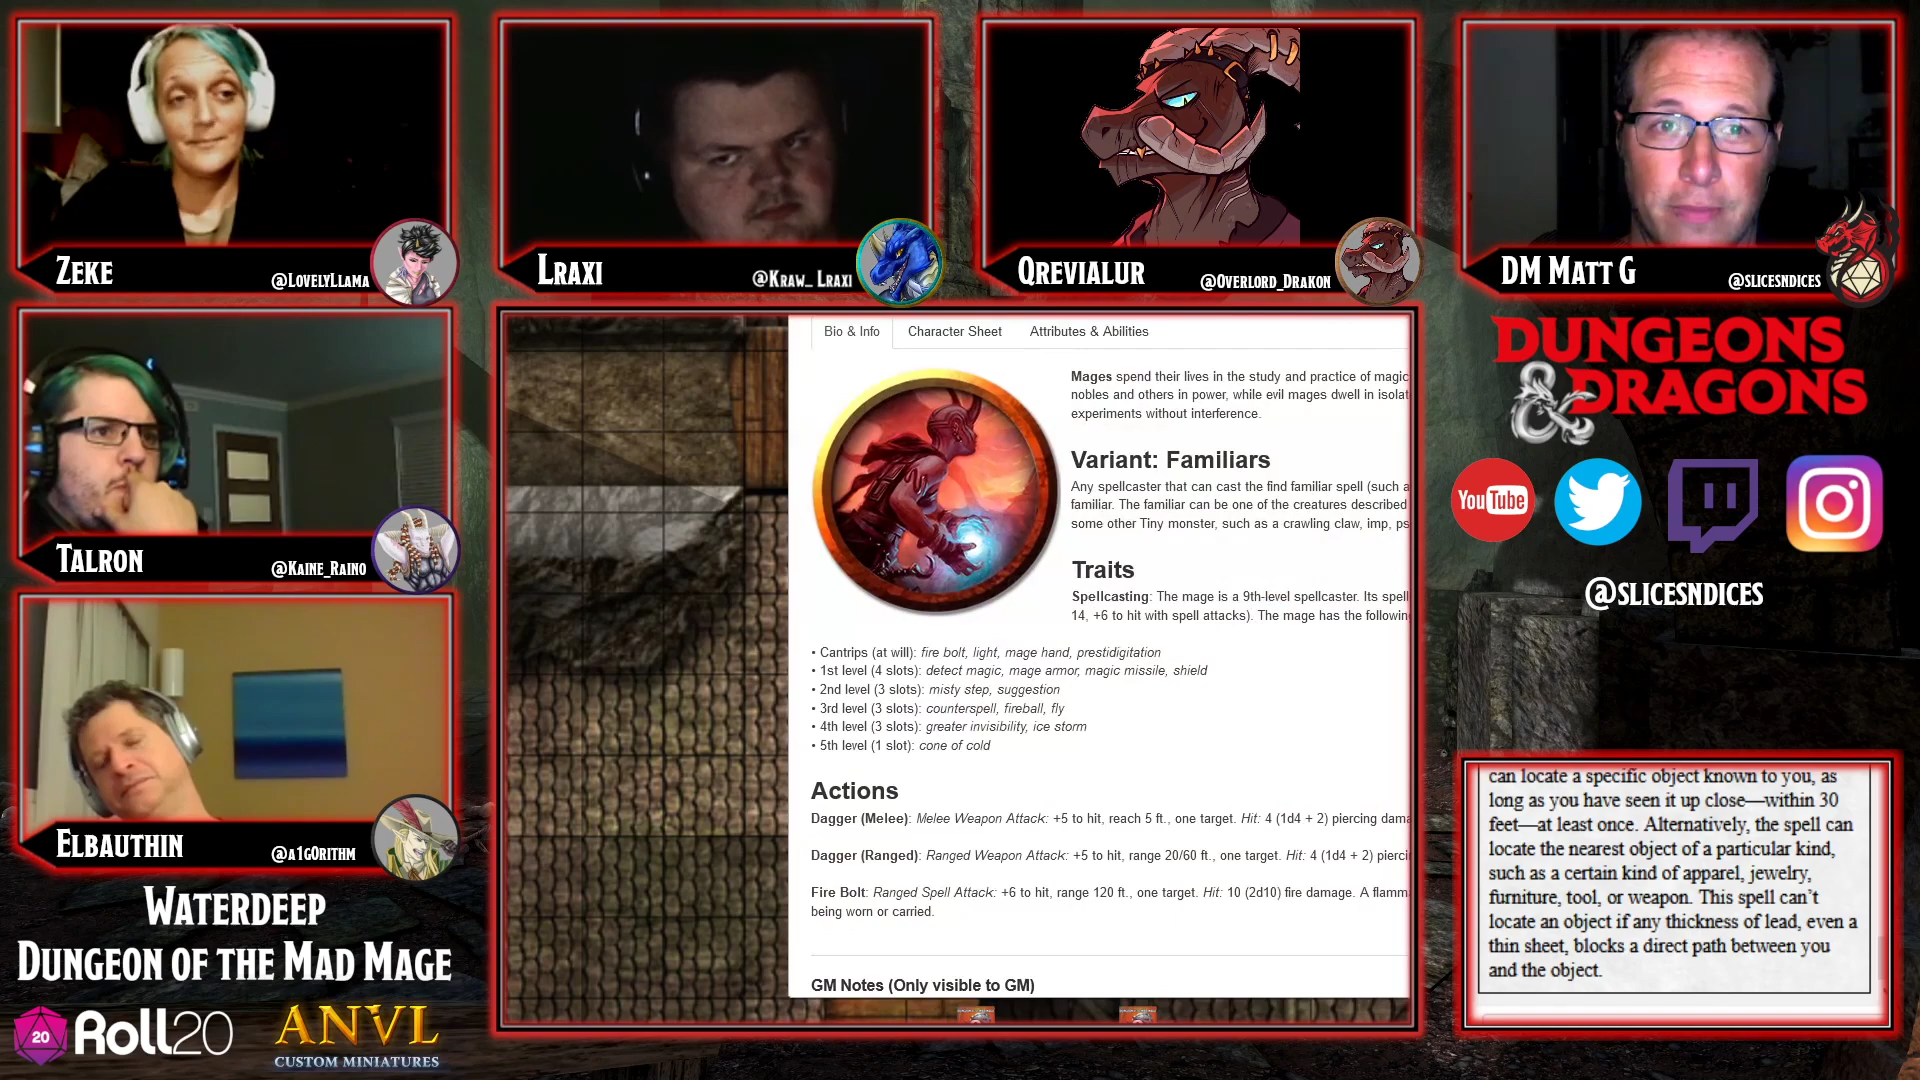 Zeke
@LovelyLlama
Lraxi
@Kraw_Lraxi
Qrevialur
@Overlord_Drakon
DM Matt G
@slicesndices
Talron
@Kaine_Raino
Elbauthin
@a1g0rithm
Waterdeep
Dungeon of the Mad Mage
20
Roll20
ANVL
CUSTOM MINIATURES
Bio & Info
Character Sheet
Attributes & Abilities
Mages spend their lives in the study and practice of magic
nobles and others in power, while evil mages dwell in isolat
experiments without interference.
Variant: Familiars
Any spellcaster that can cast the find familiar spell (such a
familiar. The familiar can be one of the creatures described
some other Tiny monster, such as a crawling claw, imp, ps
Traits
Spellcasting: The mage is a 9th-level spellcaster. Its spell
14, +6 to hit with spell attacks). The mage has the followin
• Cantrips (at will): fire bolt, light, mage hand, prestidigitation
• 1st level (4 slots): detect magic, mage armor, magic missile, shield
• 2nd level (3 slots): misty step, suggestion
• 3rd level (3 slots): counterspell, fireball, fly
• 4th level (3 slots): greater invisibility, ice storm
• 5th level (1 slot): cone of cold
Actions
Dagger (Melee): Melee Weapon Attack: +5 to hit, reach 5 ft., one target. Hit: 4 (1d4 + 2) piercing dama
Dagger (Ranged): Ranged Weapon Attack: +5 to hit, range 20/60 ft., one target. Hit: 4 (1d4 + 2) pierci
Fire Bolt: Ranged Spell Attack: +6 to hit, range 120 ft., one target. Hit: 10 (2d10) fire damage. A flamm
being worn or carried.
GM Notes (Only visible to GM)
DUNGEONS
& DRAGONS
YouTube
@slicesndices
can locate a specific object known to you, as
long as you have seen it up close—within 30
feet—at least once. Alternatively, the spell can
locate the nearest object of a particular kind,
such as a certain kind of apparel, jewelry,
furniture, tool, or weapon. This spell can't
locate an object if any thickness of lead, even a
thin sheet, blocks a direct path between you
and the object.